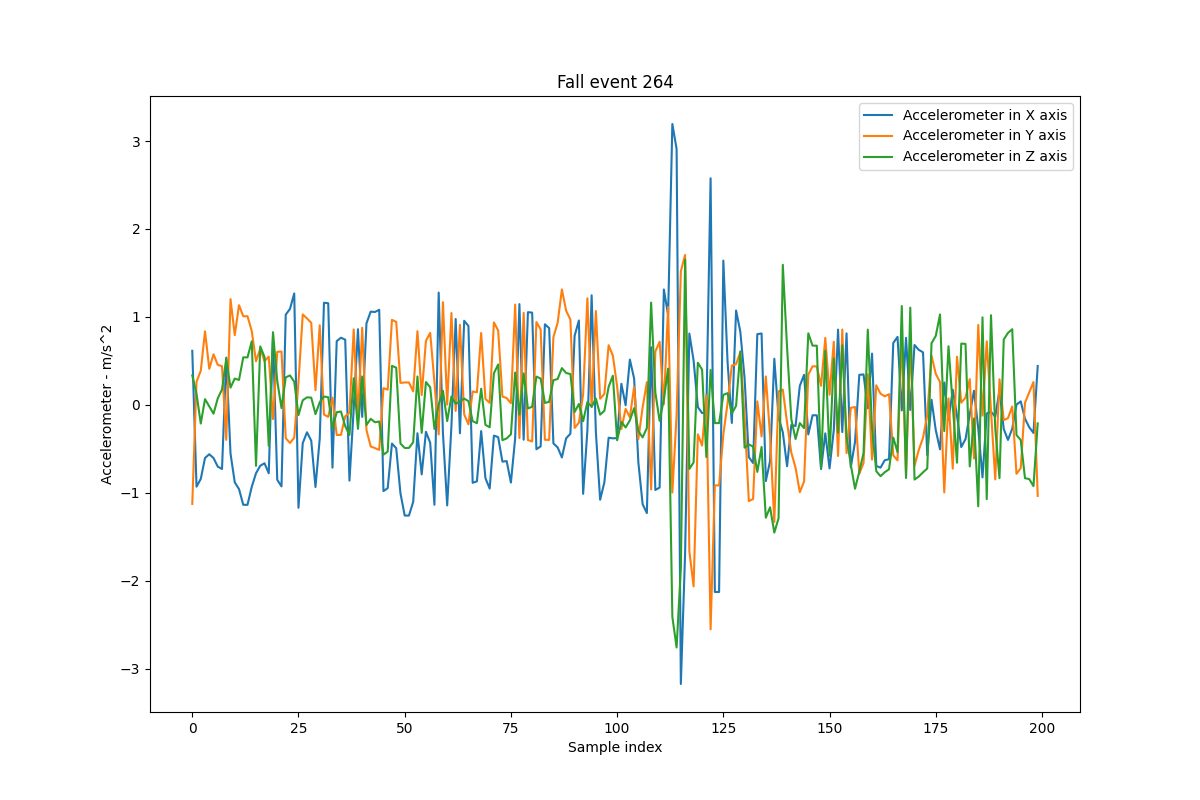 Fall event 264
Accelerometer in X axis
Accelerometer in Y axis
Accelerometer in Z axis
Accelerometer - m/s^2
3
2
1
0
−1
−2
−3
0 25 50 75 100 125 150 175 200
Sample index